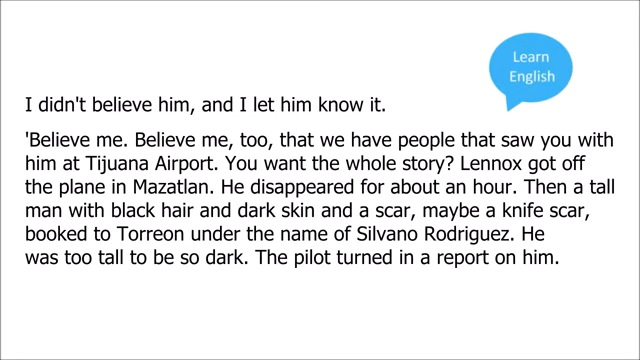 Learn
English
I didn't believe him, and I let him know it.
'Believe me. Believe me, too, that we have people that saw you with
him at Tijuana Airport. You want the whole story? Lennox got off
the plane in Mazatlan. He disappeared for about an hour. Then a tall
man with black hair and dark skin and a scar, maybe a knife scar,
booked to Torreon under the name of Silvano Rodriguez. He
was too tall to be so dark. The pilot turned in a report on him.